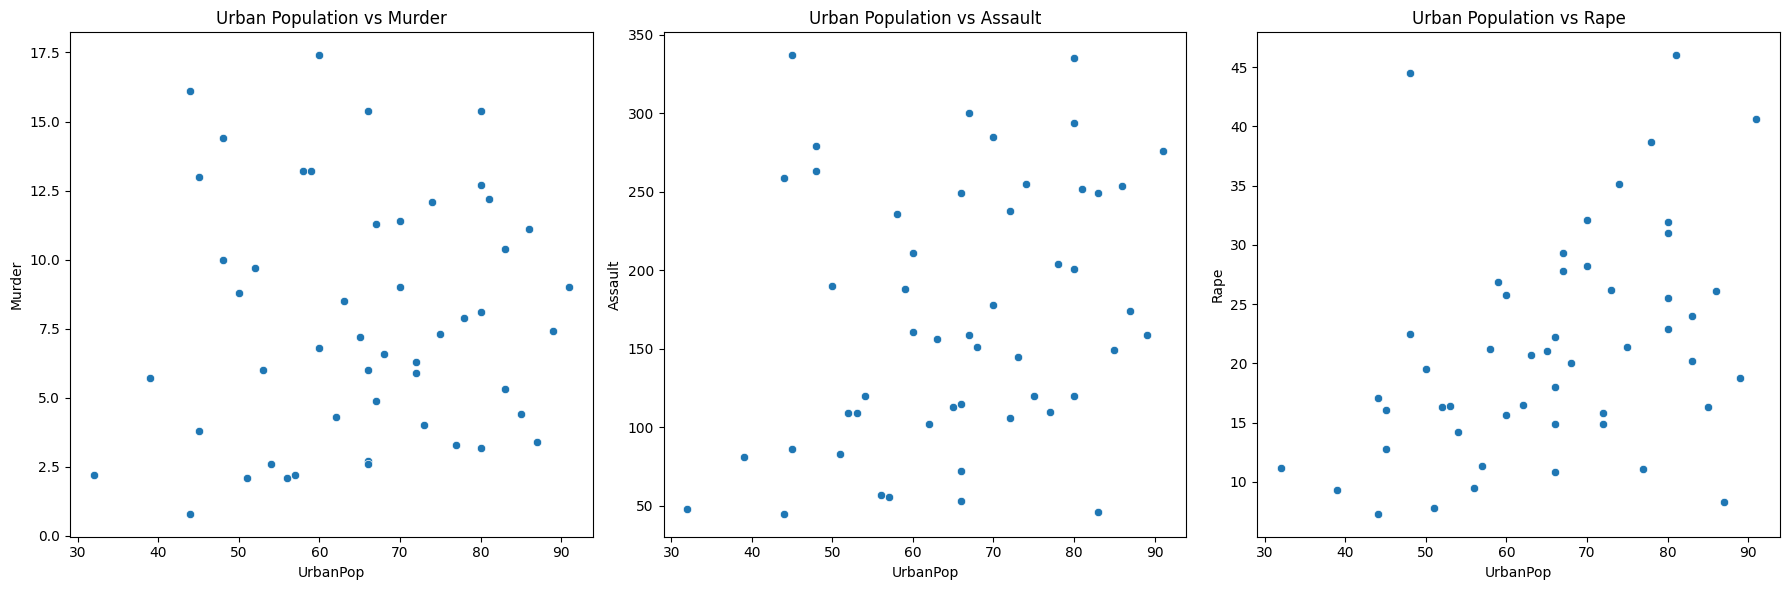 Urban Population vs Murder
17.5
15.0
12.5
10.0
7.5
5.0
2.5
0.0
Murder
30 40 50 60 70 80 90
UrbanPop
Urban Population vs Assault
350
300
250
200
150
100
50
Assault
30 40 50 60 70 80 90
UrbanPop
Urban Population vs Rape
45
40
35
30
25
20
15
10
Rape
30 40 50 60 70 80 90
UrbanPop